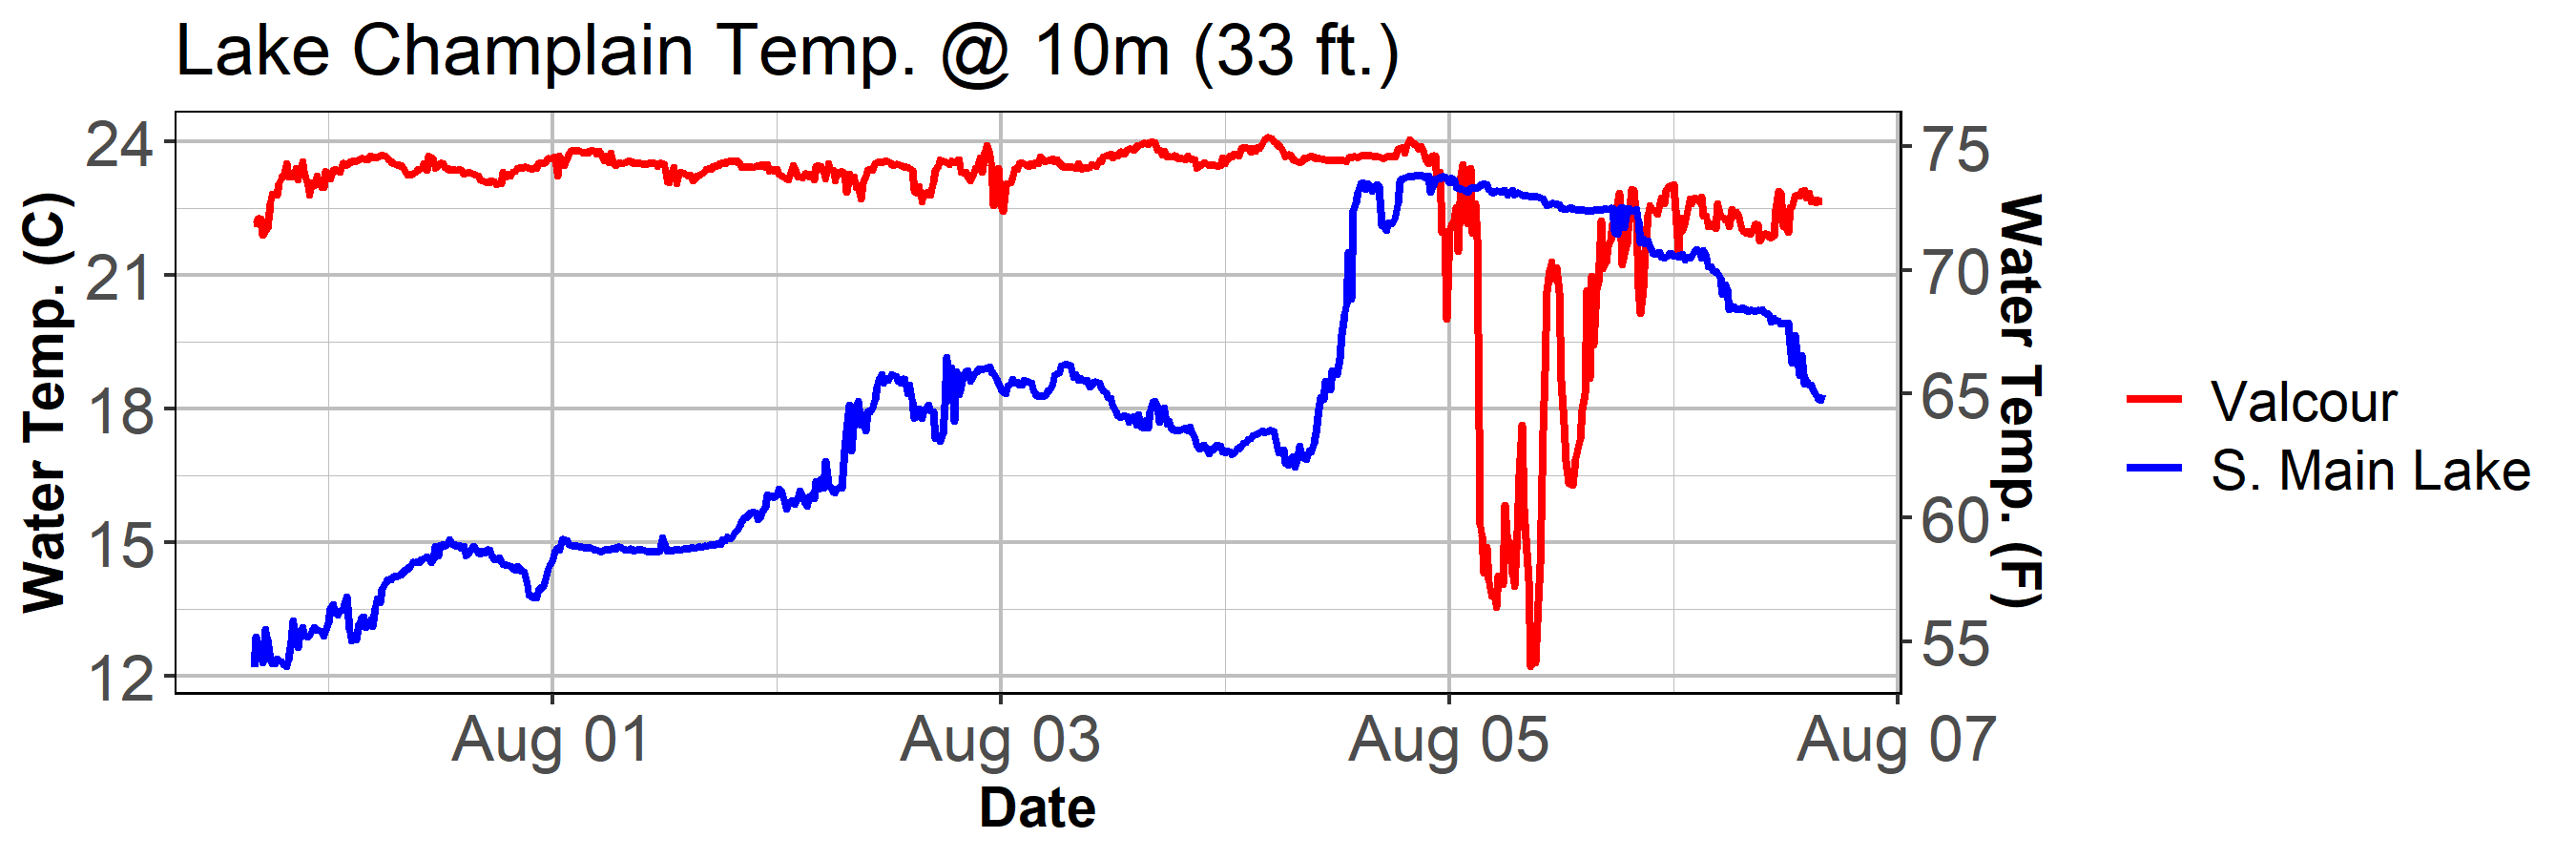 Lake Champlain Temp. @ 10m (33 ft.)
Water Temp. (C)
24
21
18
15
12
75
70
65
60
55
Water Temp. (F)
Aug 01
Aug 03
Aug 05
Aug 07
Date
Valcour
S. Main Lake